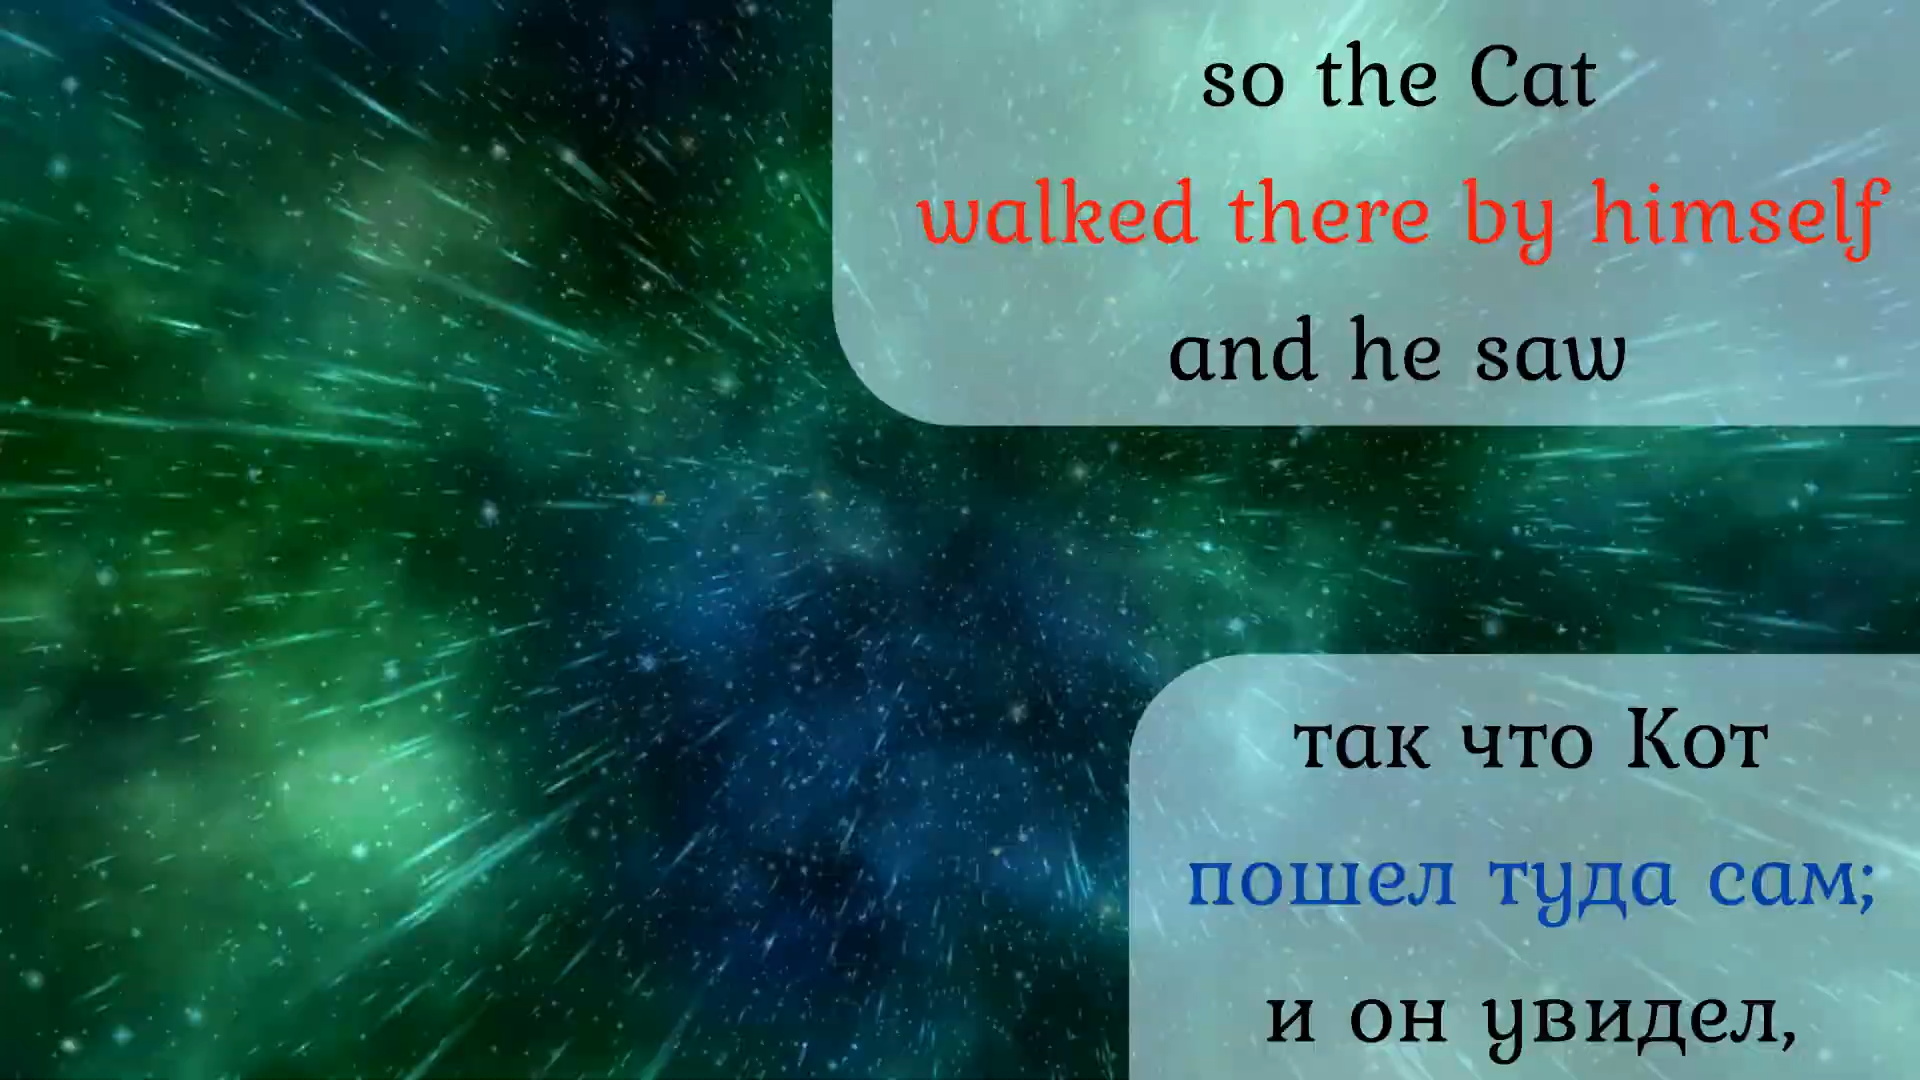 so the Cat
walked there by himself
and he saw
так что Кот
пошел туда сам;
и он увидел,